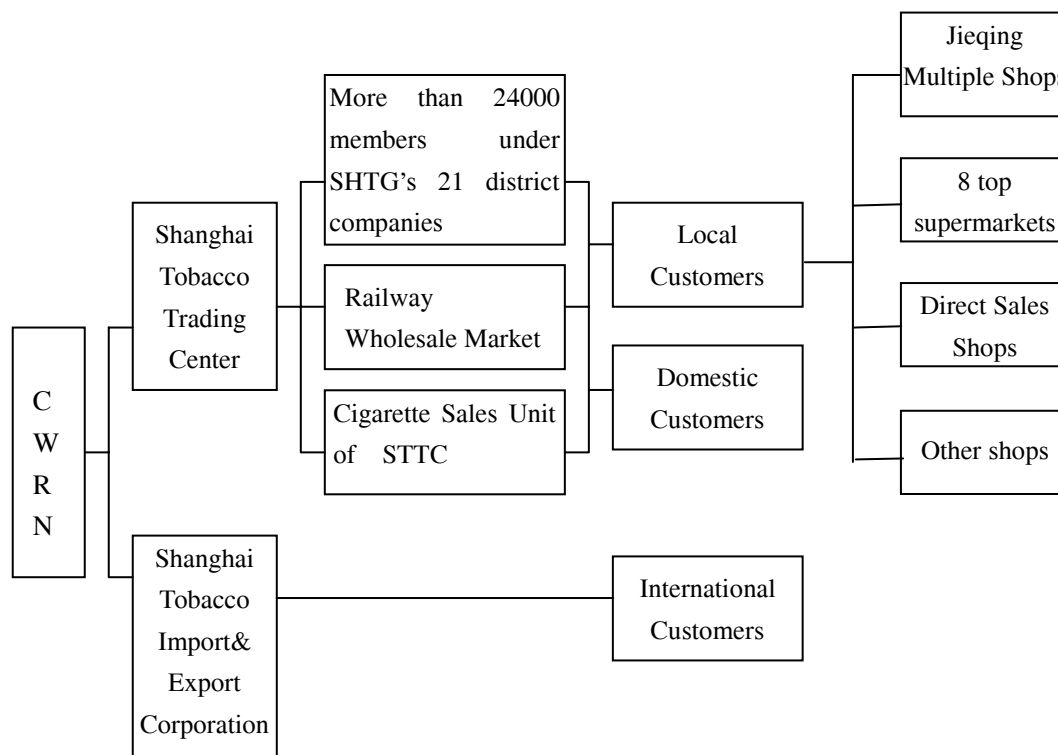 C
W
R
N
Shanghai
Tobacco
Trading
Center
Shanghai
Tobacco
Import&
Export
Corporation
More than 24000
members under
SHTG's 21 district
companies
Railway
Wholesale Market
Cigarette Sales Unit
of STTC
Local
Customers
Domestic
Customers
International
Customers
Jieqing
Multiple Shops
8 top
supermarkets
Direct Sales
Shops
Other shops